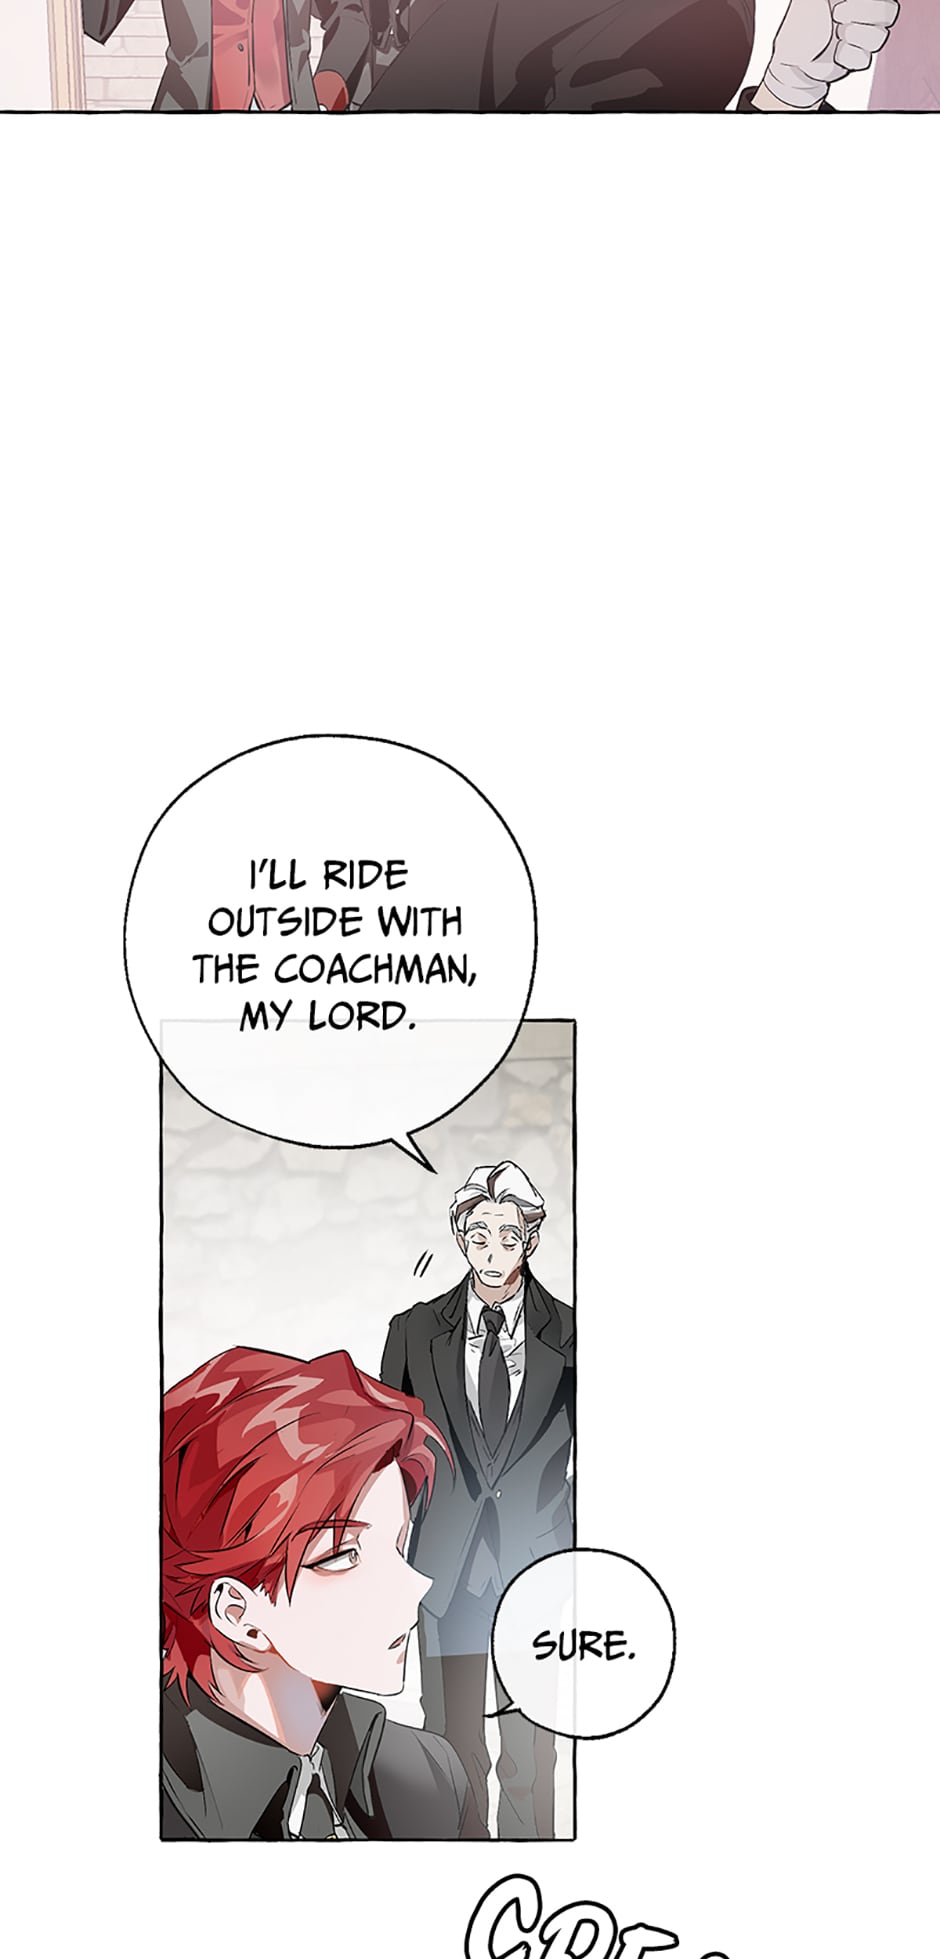 I'LL RIDE
OUTSIDE WITH
THE COACHMAN,
MY LORD.
SURE.